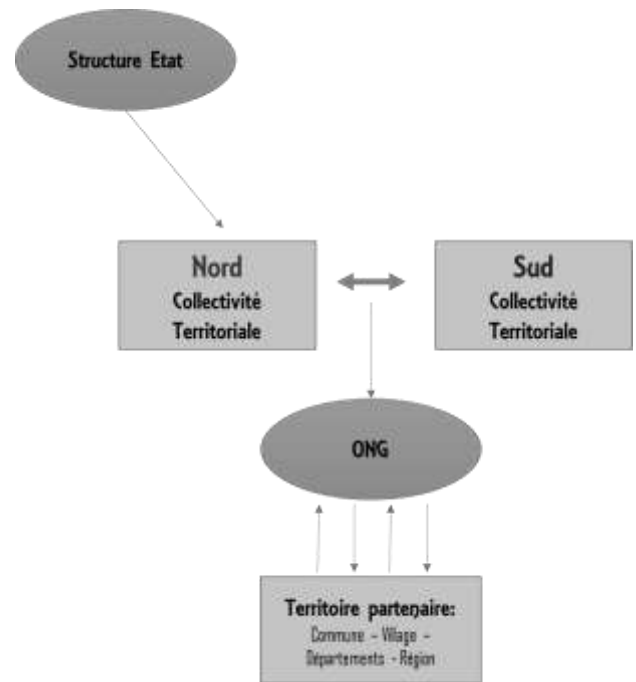 Structure Etat
Nord
Collectivité
Territoriale
Sud
Collectivité
Territoriale
ONG
Territoire partenaire:
Commune - Village -
Départements - Région